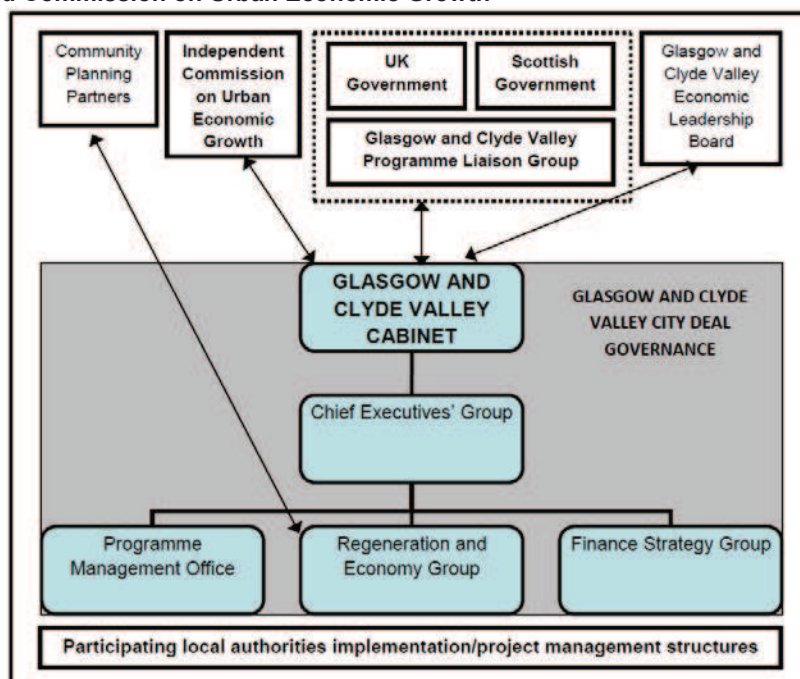 d Commission on Urban Economic Growth
Community
Planning
Partners
Independent
Commission
on Urban
Economic
Growth
UK
Government
Scottish
Government
Glasgow and Clyde Valley
Programme Liaison Group
Glasgow and
Clyde Valley
Economic
Leadership
Board
GLASGOW AND
CLYDE VALLEY
CABINET
GLASGOW AND CLYDE
VALLEY CITY DEAL
GOVERNANCE
Chief Executives' Group
Programme
Management Office
Regeneration and
Economy Group
Finance Strategy Group
Participating local authorities implementation/project management structures